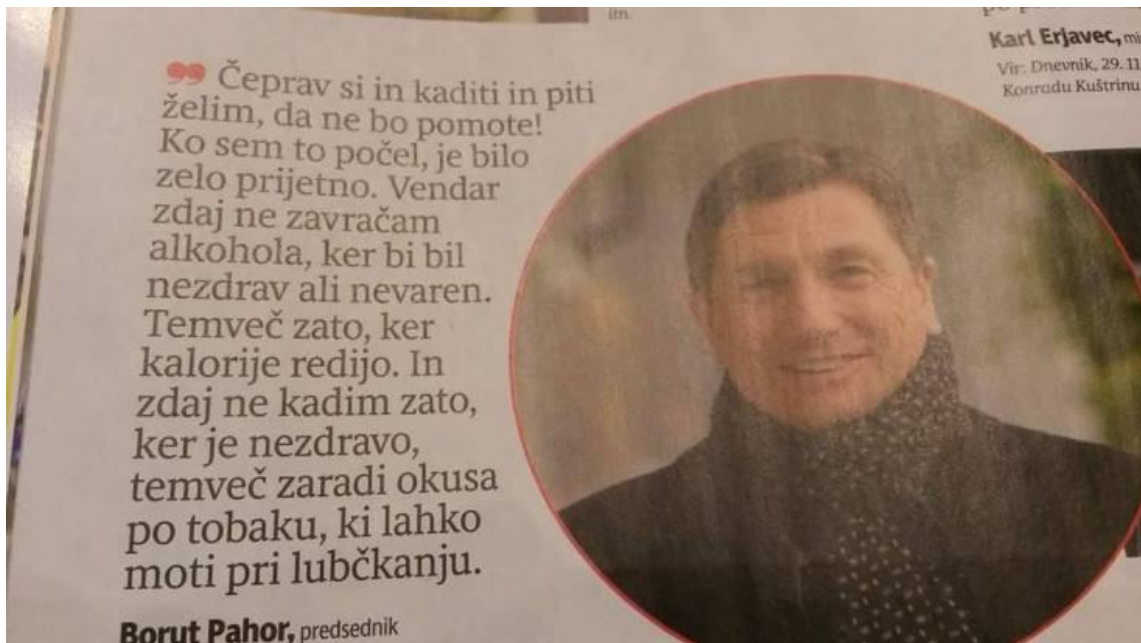 itn.
Karl Erjavec,
Vir: Dnevnik, 29. 11
Konradu Kuštrinu
Čeprav si in kaditi in piti
želim, da ne bo pomote!
Ko sem to počel, je bilo
zelo prijetno. Vendar
zdaj ne zavračam
alkohola, ker bi bil
nezdrav ali nevaren.
Temveč zato, ker
kalorije redijo. In
zdaj ne kadim zato,
ker je nezdravo,
temveč zaradi okusa
po tobaku, ki lahko
moti pri lubčkanju.
Borut Pahor, predsednik